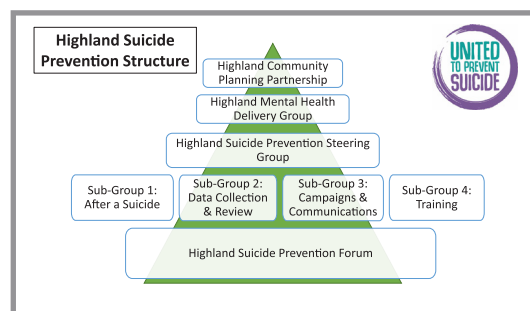 Highland Suicide
Prevention Structure
UNITED
TO PREVENT
SUICIDE
Highland Community
Planning Partnership
Highland Mental Health
Delivery Group
Highland Suicide Prevention Steering
Group
Sub-Group 1:
After a Suicide
Sub-Group 2:
Data Collection
& Review
Sub-Group 3:
Campaigns &
Communications
Sub-Group 4:
Training
Highland Suicide Prevention Forum